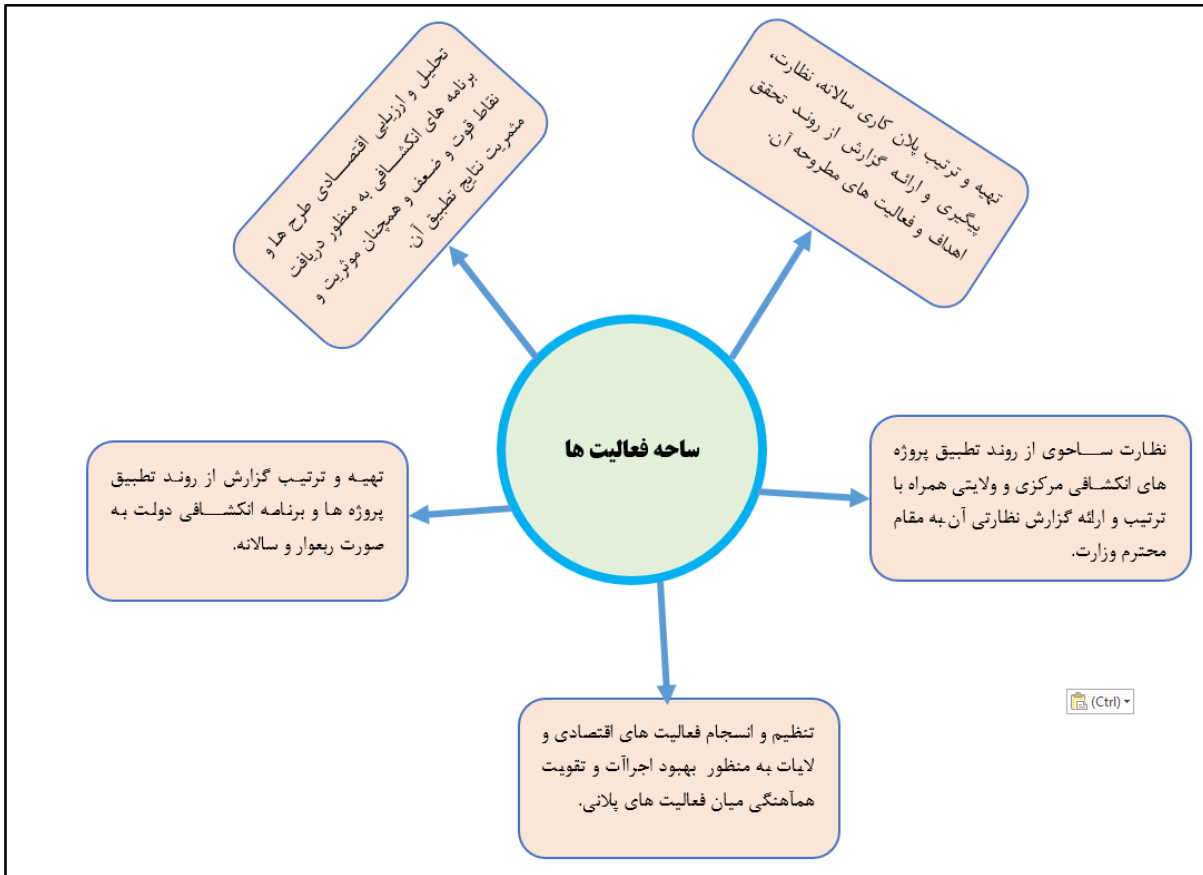 تهیه و ترتیب پلان کاری سالانه، نظارت،
پیگیری و ارائه گزارش از روند تحقق
اهداف و فعالیت های مطروحه آن.
تحلیل و ارزیابی اقتصادی طرح ها و
برنامه های انکشافی به منظور دریافت
نقاط قوت و ضعف و همچنان موثریت و
مثمریت نتایج تطبیق آن.
ساحه فعالیت ها
نظارت ساحوی از روند تطبیق پروژه
های انکشافی مرکزی و ولایتی همراه با
ترتیب و ارائه گزارش نظارتی آن به مقام
محترم وزارت.
تهیه و ترتیب گزارش از روند تطبیق
پروژه ها و برنامه انکشافی دولت به
صورت ربعوار و سالانه.
تنظیم و انسجام فعالیت های اقتصادی و
لایات به منظور بهبود اجراآت و تقویت
همآهنگی میان فعالیت های پلانی.
(Ctrl)